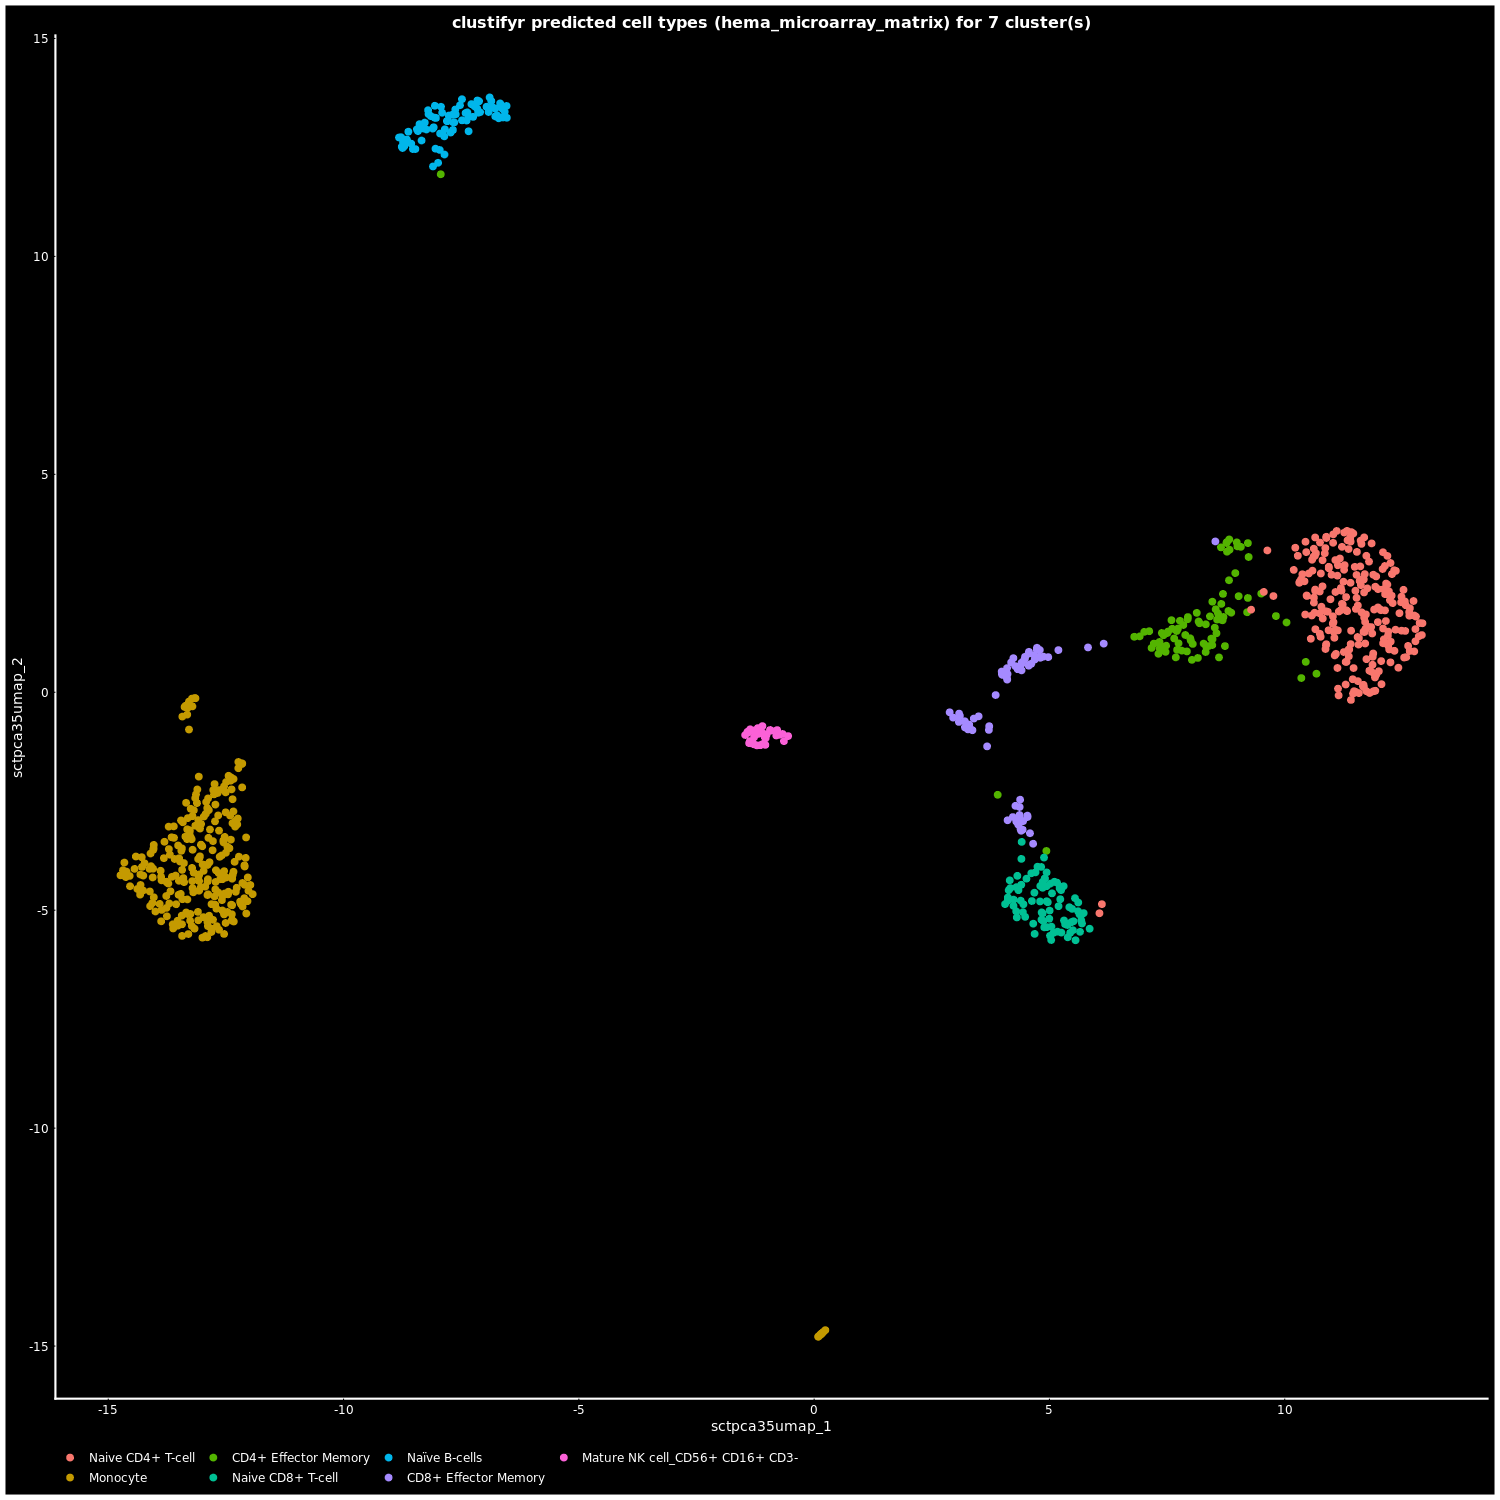 clustifyr predicted cell types (hema_microarray_matrix) for 7 cluster(s)
15
10
5
0
-5
-10
-15
sctpca35umap_2
-15 -10 -5 0 5 10
sctpca35umap_1
Naive CD4+ T-cell CD4+ Effector Memory Naïve B-cells Mature NK cell_CD56+ CD16+ CD3-
Monocyte Naive CD8+ T-cell CD8+ Effector Memory